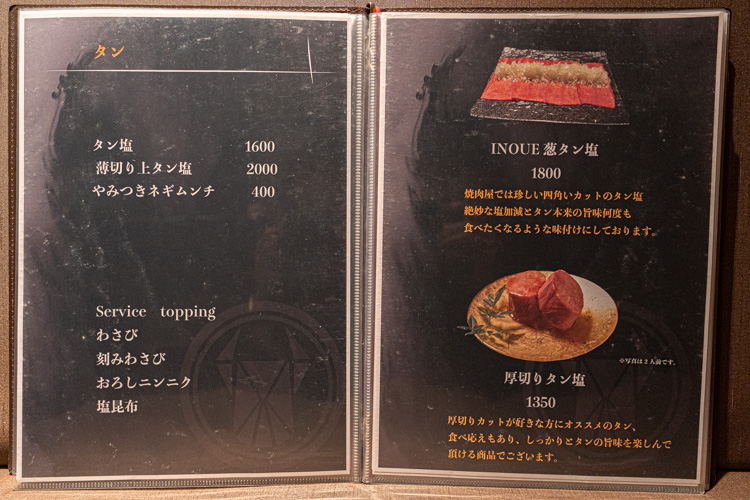 タン
タン塩 1600
薄切り上タン塩 2000
やみつきネギムンチ 400
Service topping
わさび
刻みわさび
おろしニンニク
塩昆布
INOUE 葱タン塩
1800
焼肉屋では珍しい四角いカットのタン塩
絶妙な塩加減とタン本来の旨味何度も
食べたくなるような味付けにしております。
※写真は2人前です。
厚切りタン塩
1350
厚切りカットが好きな方にオススメのタン、
食べ応えもあり、しっかりとタンの旨味を楽しんで
頂ける商品でございます。